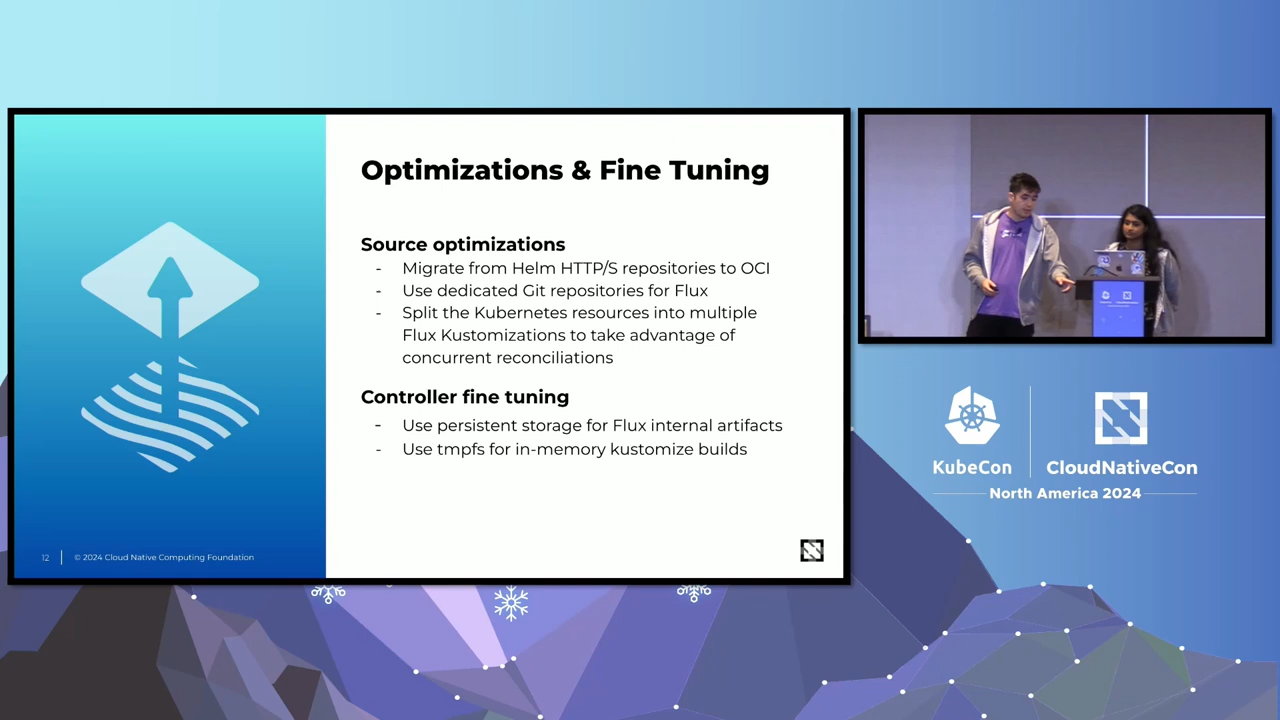 Optimizations & Fine Tuning
Source optimizations
- Migrate from Helm HTTP/S repositories to OCI
- Use dedicated Git repositories for Flux
- Split the Kubernetes resources into multiple
Flux Kustomizations to take advantage of
concurrent reconciliations
Controller fine tuning
- Use persistent storage for Flux internal artifacts
- Use tmpfs for in-memory kustomize builds
12
© 2024 Cloud Native Computing Foundation
KubeCon
CloudNativeCon
North America 2024